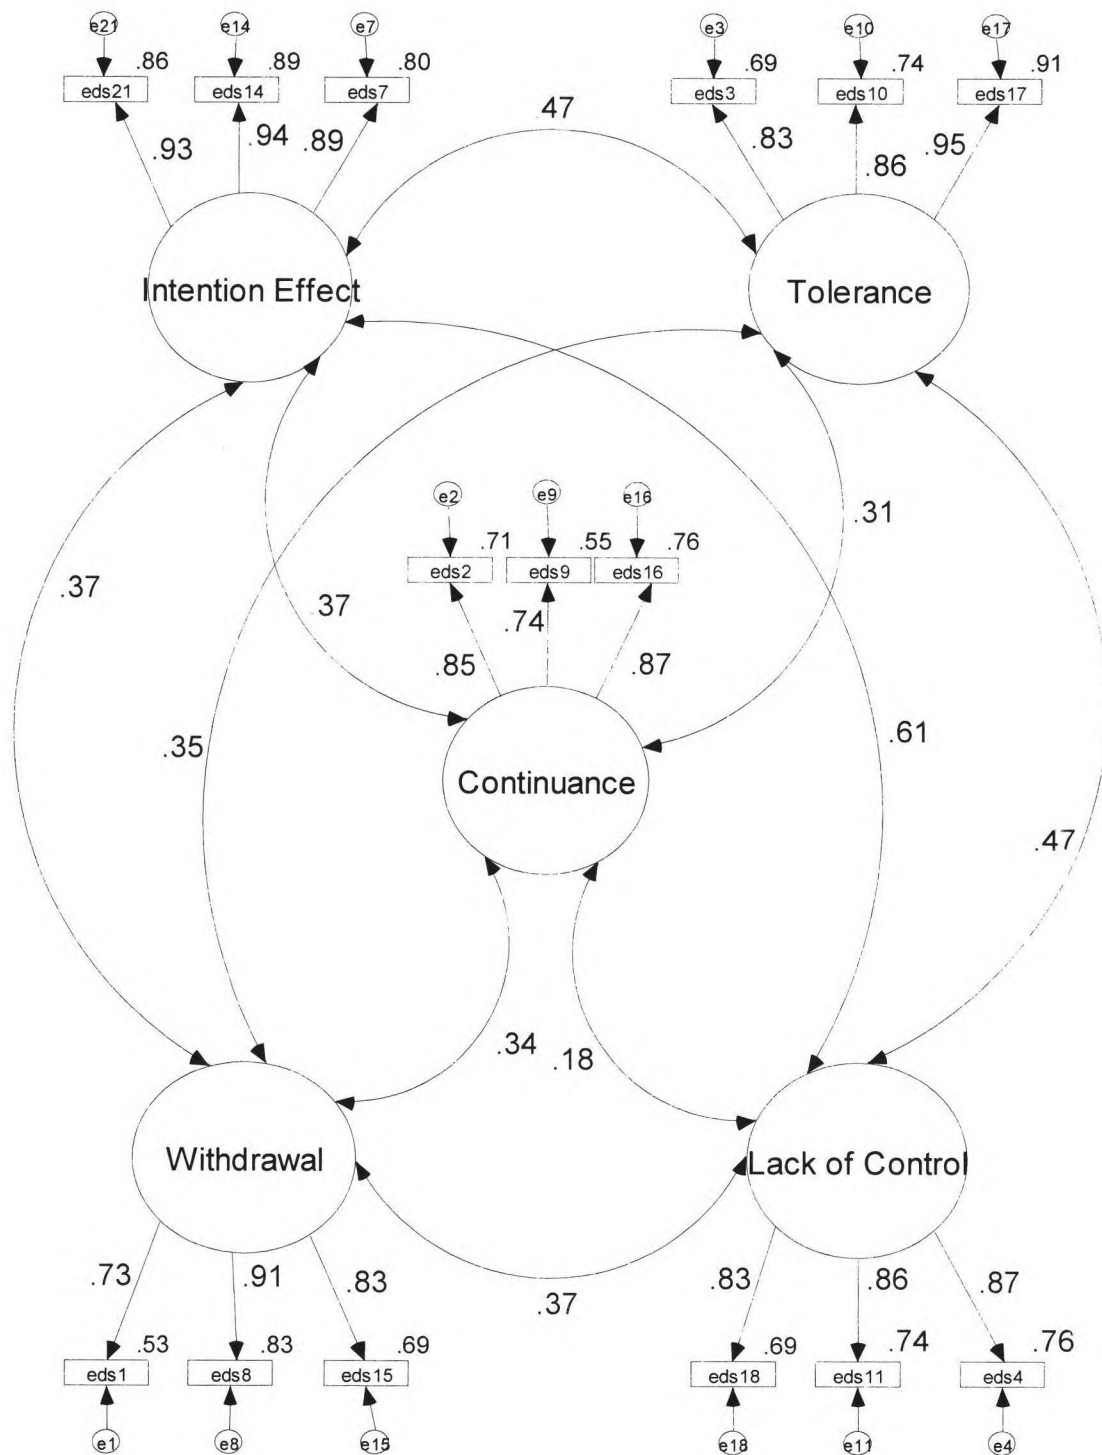 e21 e14 e7 e3 e10 e17
.86 .89 .80 .69 .74 .91
eds21 eds14 eds7 eds3 eds10 eds17
.93 .94 .89 .47 .83 .86 .95
Intention Effect Tolerance
e2 e9 e16
.71 .55 .76
eds2 eds9 eds16
.31
.37 .37 .74
.85 .87
.35 .61
Continuance
.47
.34 .18
Withdrawal Lack of Control
.73 .91 .83 .37 .83 .86 .87
.53 .83 .69 .69 .74 .76
eds1 eds8 eds15 eds18 eds11 eds4
e1 e8 e15 e18 e11 e4